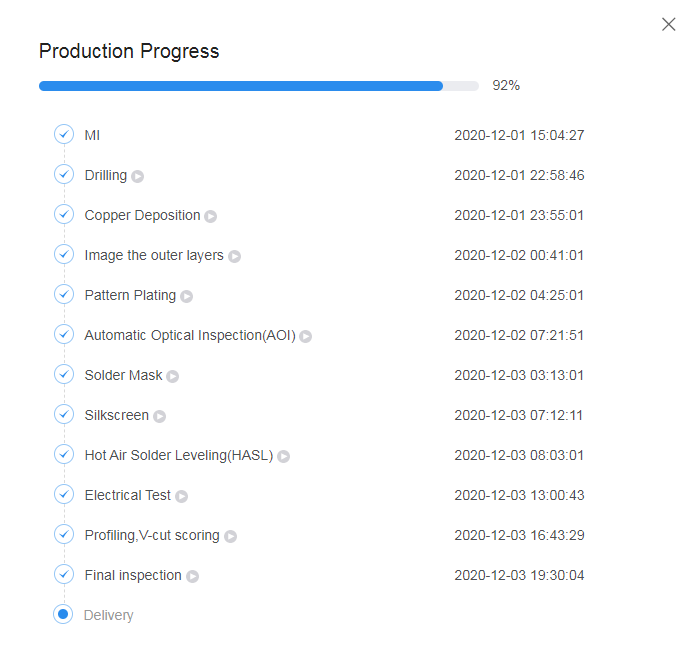 Production Progress
92%
MI 2020-12-01 15:04:27
Drilling 2020-12-01 22:58:46
Copper Deposition 2020-12-01 23:55:01
Image the outer layers 2020-12-02 00:41:01
Pattern Plating 2020-12-02 04:25:01
Automatic Optical Inspection(AOI) 2020-12-02 07:21:51
Solder Mask 2020-12-03 03:13:01
Silkscreen 2020-12-03 07:12:11
Hot Air Solder Leveling(HASL) 2020-12-03 08:03:01
Electrical Test 2020-12-03 13:00:43
Profiling,V-cut scoring 2020-12-03 16:43:29
Final inspection 2020-12-03 19:30:04
Delivery